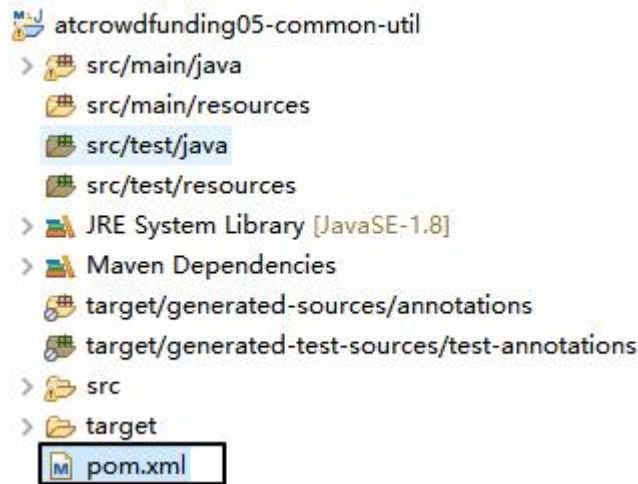 atcrowdfunding05-common-util
src/main/java
src/main/resources
src/test/java
src/test/resources
JRE System Library [JavaSE-1.8]
Maven Dependencies
target/generated-sources/annotations
target/generated-test-sources/test-annotations
src
target
pom.xml